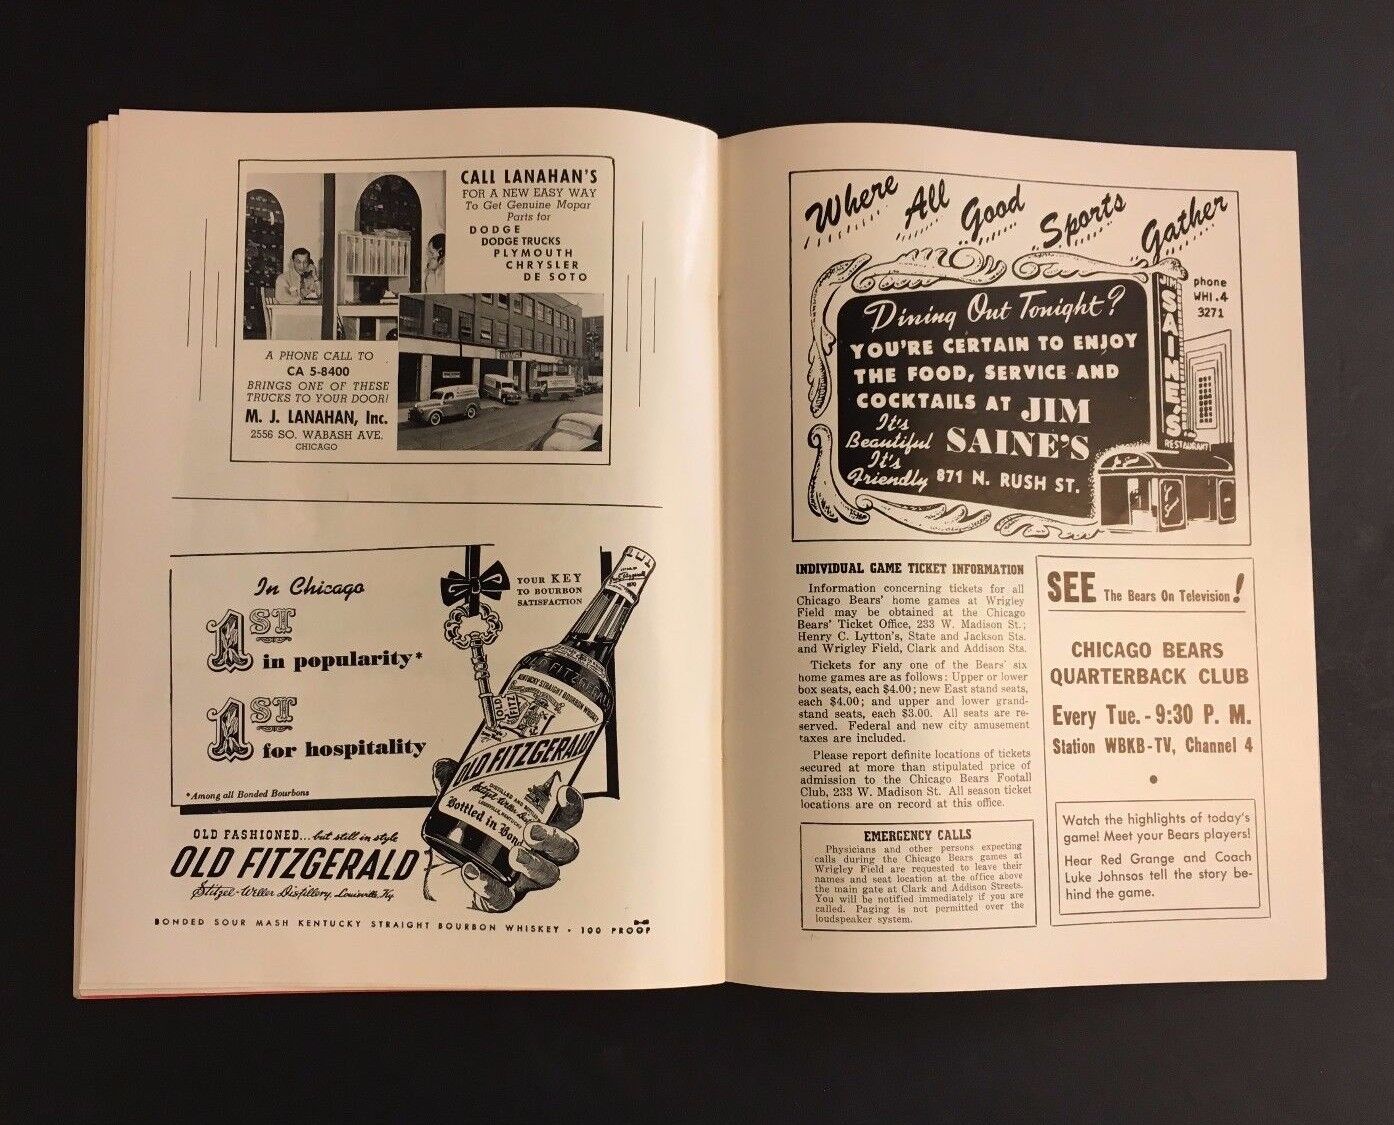 CALL LANAHAN'S
FOR A NEW EASY WAY
To Get Genuine Mopar
Parts for
DODGE
DODGE TRUCKS
PLYMOUTH
CHRYSLER
DE SOTO
A PHONE CALL TO
CA 5-8400
BRINGS ONE OF THESE
TRUCKS TO YOUR DOOR!
M. J. LANAHAN, Inc.
2556 SO. WABASH AVE.
CHICAGO
In Chicago
1ST
in popularity*
1ST
for hospitality
*Among all Bonded Bourbons
YOUR KEY
TO BOURBON
SATISFACTION
OLD FITZGERALD
KENTUCKY STRAIGHT BOURBON WHISKEY
OLD
FITZ
OLD FITZGERALD
Stitzel-Weller
LOUISVILLE, KENTUCKY
Bottled in Bond
OLD FASHIONED...but still in style
OLD FITZGERALD
Stitzel-Weller Distillery, Louisville, Ky.
BONDED SOUR MASH KENTUCKY STRAIGHT BOURBON WHISKEY • 100 PROOF
Where All Good Sports Gather
phone
WHI.4
3271
JIM
SAINE'S
RESTAURANT
Dining Out Tonight?
YOU'RE CERTAIN TO ENJOY
THE FOOD, SERVICE AND
COCKTAILS AT JIM
SAINE'S
It's
Beautiful
It's
Friendly
871 N. RUSH ST.
INDIVIDUAL GAME TICKET INFORMATION
Information concerning tickets for all
Chicago Bears' home games at Wrigley
Field may be obtained at the Chicago
Bears' Ticket Office, 233 W. Madison St.;
Henry C. Lytton's, State and Jackson Sts.
and Wrigley Field, Clark and Addison Sts.
Tickets for any one of the Bears' six
home games are as follows: Upper or lower
box seats, each $4.00; new East stand seats,
each $4.00; and upper and lower grand-
stand seats, each $3.00. All seats are re-
served. Federal and new city amusement
taxes are included.
Please report definite locations of tickets
secured at more than stipulated price of
admission to the Chicago Bears Footall
Club, 233 W. Madison St. All season ticket
locations are on record at this office.
EMERGENCY CALLS
Physicians and other persons expecting
calls during the Chicago Bears games at
Wrigley Field are requested to leave their
names and seat location at the office above
the main gate at Clark and Addison Streets.
You will be notified immediately if you are
called. Paging is not permitted over the
loudspeaker system.
SEE The Bears On Television!
CHICAGO BEARS
QUARTERBACK CLUB
Every Tue. - 9:30 P. M.
Station WBKB-TV, Channel 4
Watch the highlights of today's
game! Meet your Bears players!
Hear Red Grange and Coach
Luke Johnsos tell the story be-
hind the game.